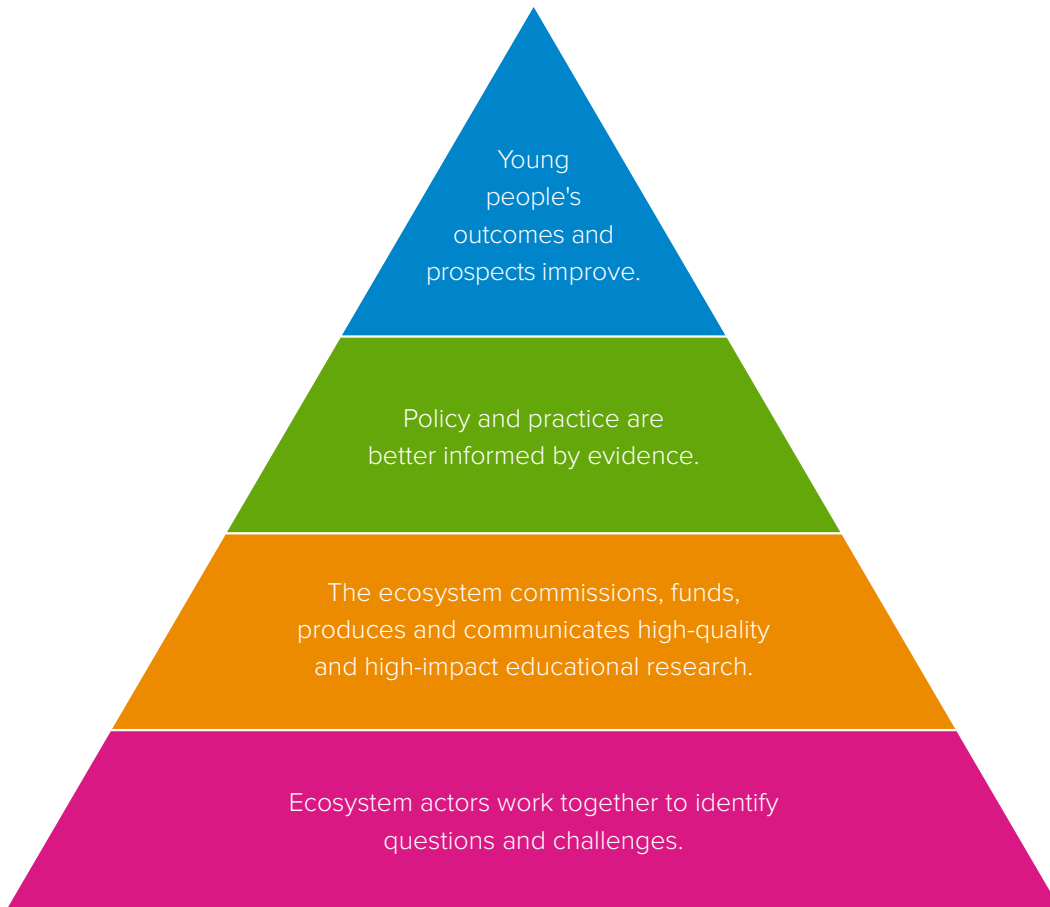 Young
people's
outcomes and
prospects improve.
Policy and practice are
better informed by evidence.
The ecosystem commissions, funds,
produces and communicates high-quality
and high-impact educational research.
Ecosystem actors work together to identify
questions and challenges.